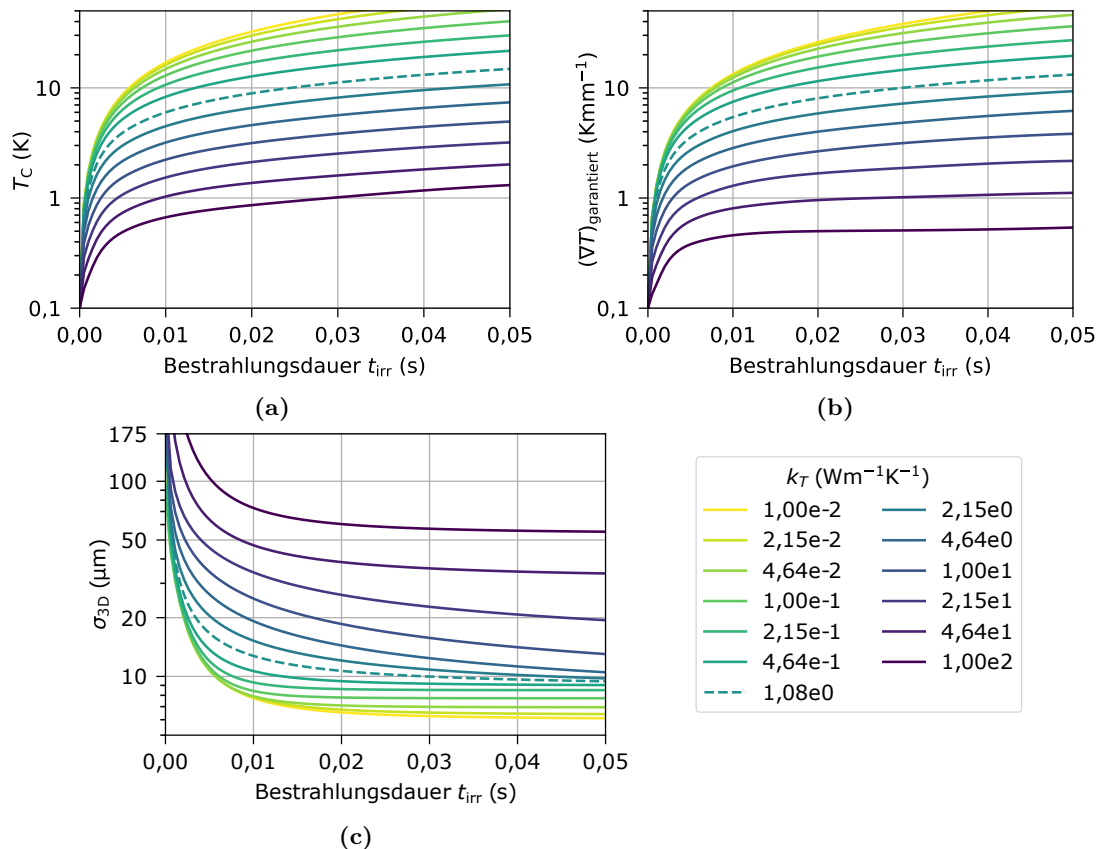 10
1
0,1
T_C (K)
0,00 0,01 0,02 0,03 0,04 0,05
Bestrahlungsdauer t_irr (s)
(a)
10
1
0,1
(∇T)_garantiert (Kmm⁻¹)
0,00 0,01 0,02 0,03 0,04 0,05
Bestrahlungsdauer t_irr (s)
(b)
175
100
50
20
10
σ_3D (µm)
0,00 0,01 0,02 0,03 0,04 0,05
Bestrahlungsdauer t_irr (s)
(c)
k_T (Wm⁻¹K⁻¹)
1,00e-2
2,15e-2
4,64e-2
1,00e-1
2,15e-1
4,64e-1
1,08e0
2,15e0
4,64e0
1,00e1
2,15e1
4,64e1
1,00e2